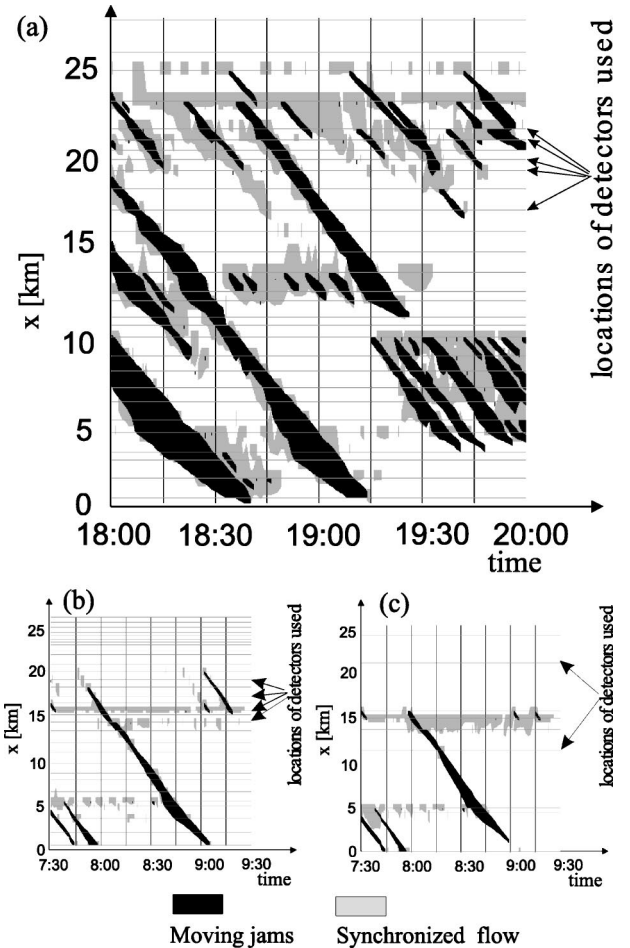 (a)
locations of detectors used
x [km]
25
20
15
10
5
0
18:00 18:30 19:00 19:30 20:00
time
(b)
locations of detectors used
x [km]
25
20
15
10
5
0
7:30 8:00 8:30 9:00 9:30
time
(c)
locations of detectors used
x [km]
25
20
15
10
5
0
7:30 8:00 8:30 9:00 9:30
time
Moving jams
Synchronized flow